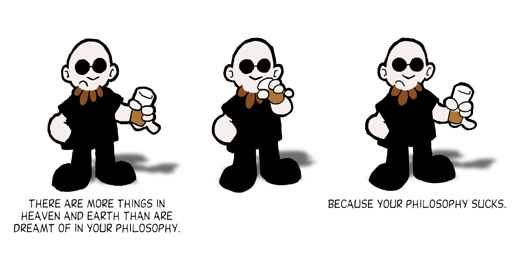 THERE ARE MORE THINGS IN
HEAVEN AND EARTH THAN ARE
DREAMT OF IN YOUR PHILOSOPHY.
BECAUSE YOUR PHILOSOPHY SUCKS.